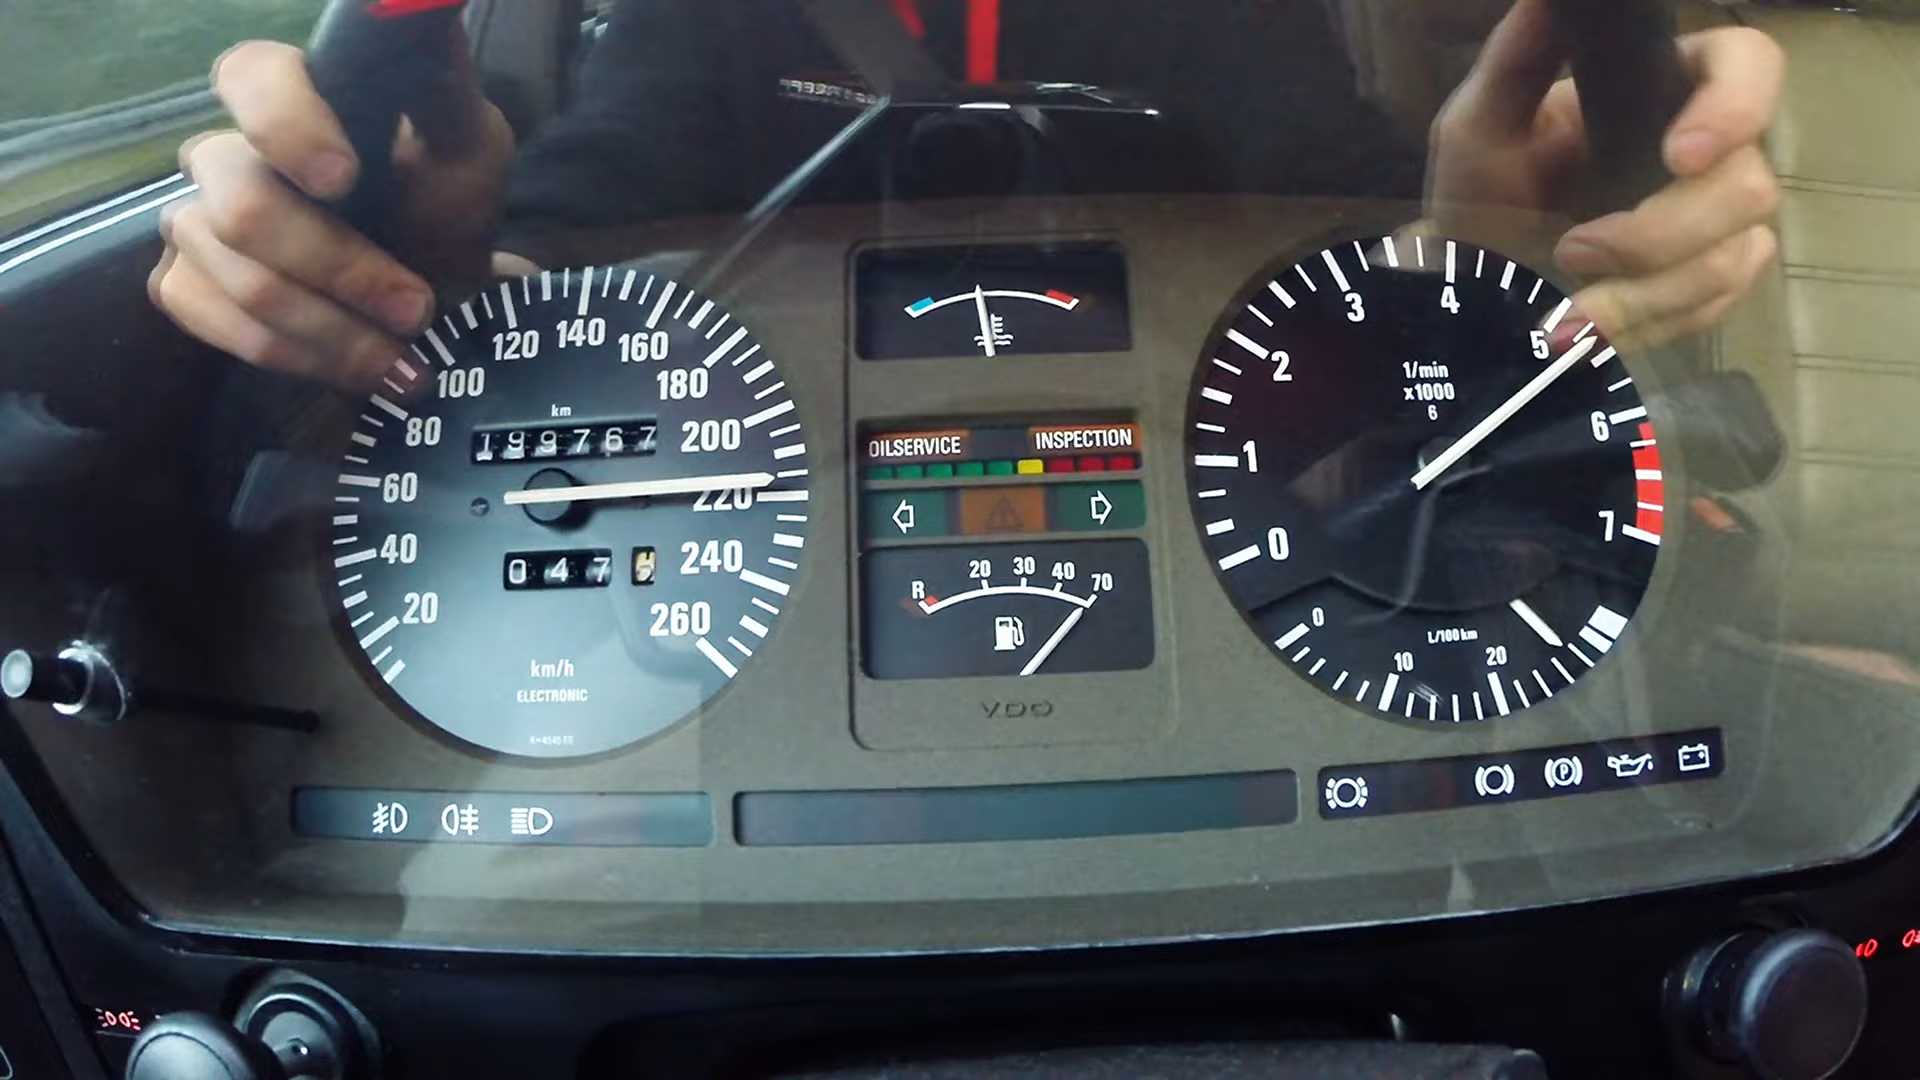 20
40
60
80
100
120
140
160
180
200
220
240
260
km
199767
047
km/h
ELECTRONIC
OILSERVICE INSPECTION
R 20 30 40 70
VDO
0
1
2
3
4
5
6
7
1/min
x1000
6
0 10 20
L/100km
P